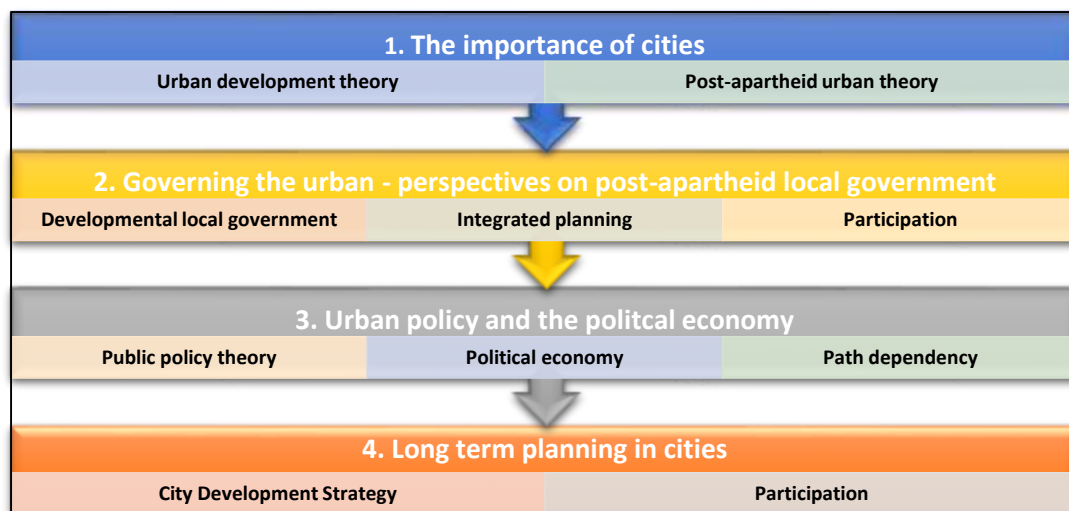 1. The importance of cities
Urban development theory
Post-apartheid urban theory
2. Governing the urban - perspectives on post-apartheid local government
Developmental local government
Integrated planning
Participation
3. Urban policy and the politcal economy
Public policy theory
Political economy
Path dependency
4. Long term planning in cities
City Development Strategy
Participation